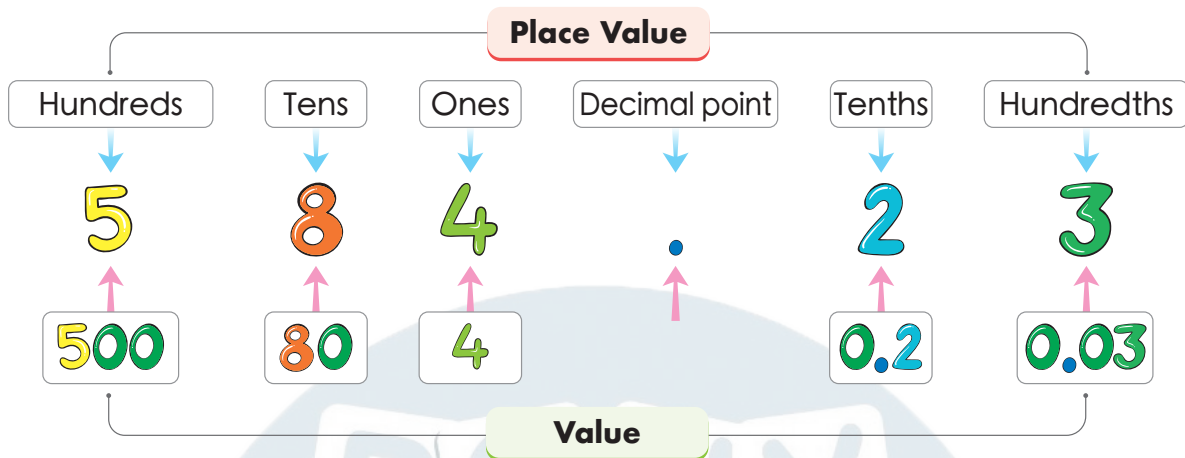 Place Value
Hundreds Tens Ones Decimal point Tenths Hundredths
5 8 4 . 2 3
500 80 4 0.2 0.03
Value